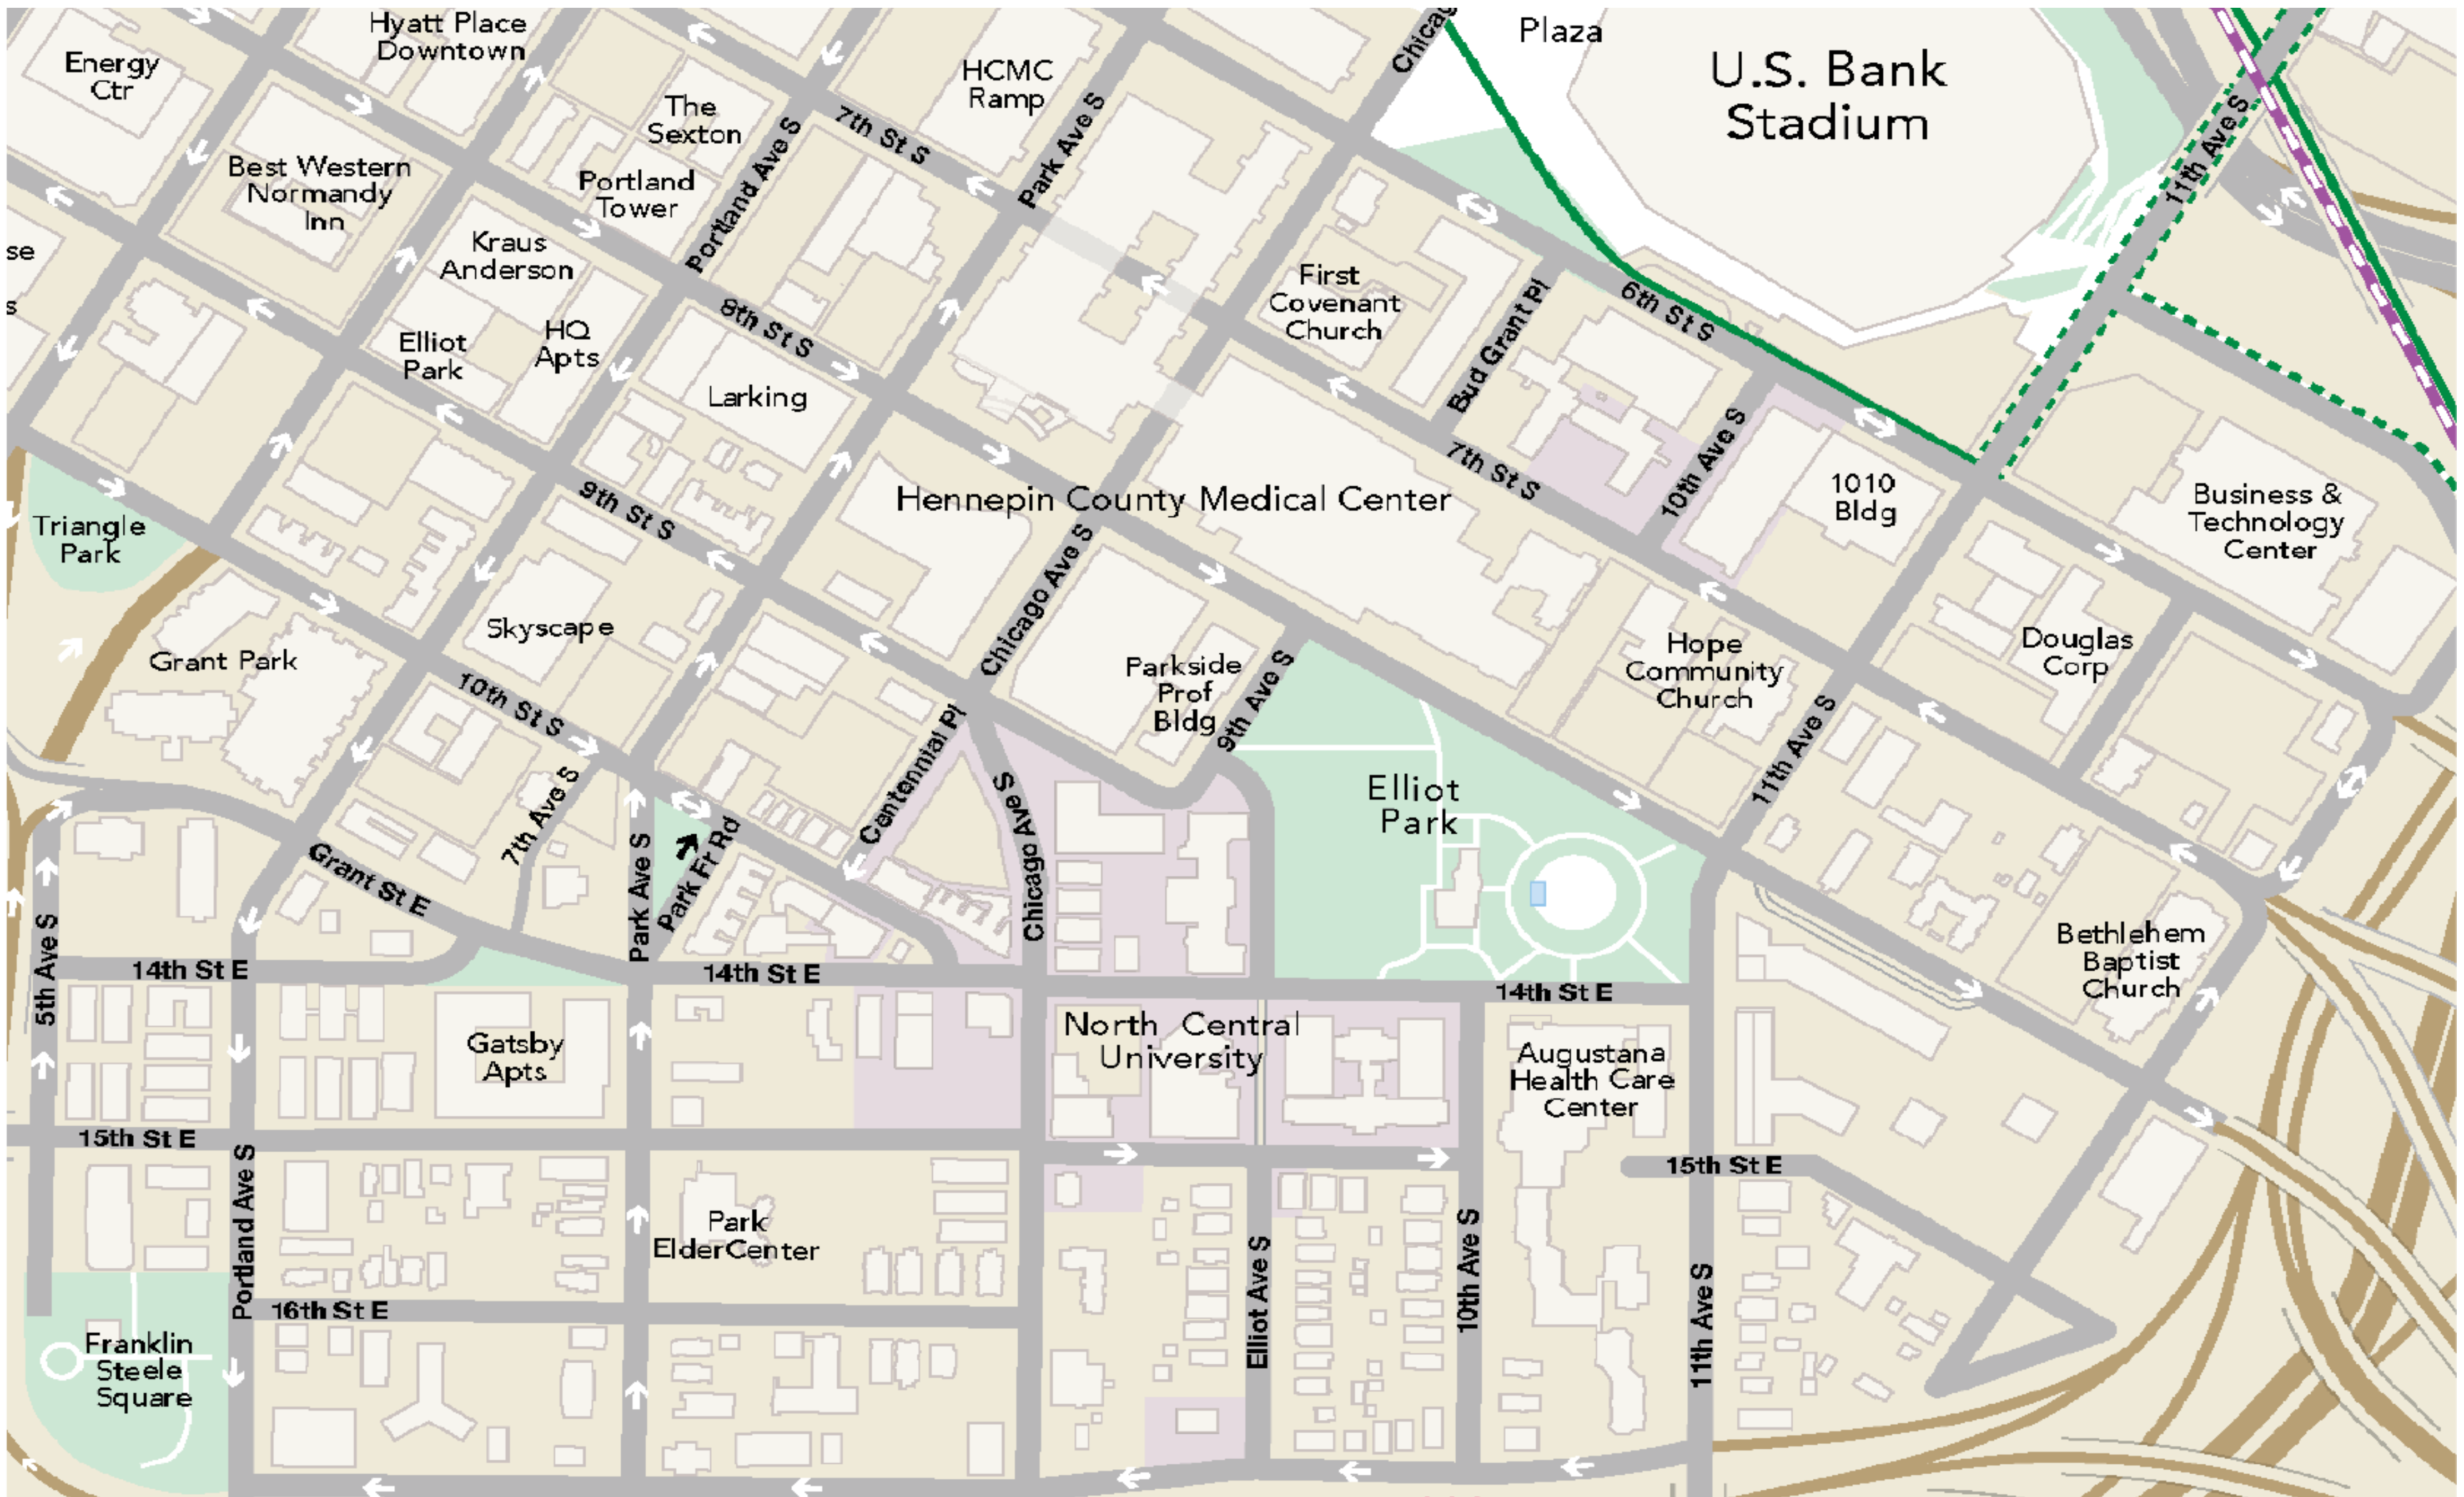 Hyatt Place
Downtown
Energy
Ctr
Plaza
U.S. Bank
Stadium
HCMC
Ramp
The
Sexton
7th St S
Park Ave S
Portland Ave S
11th Ave S
Best Western
Normandy
Inn
Portland
Tower
Kraus
Anderson
se
s
First
Covenant
Church
Bud Grant Pl
6th St S
8th St S
HQ
Apts
Elliot
Park
Larking
7th St S
10th Ave S
1010
Bldg
Business &
Technology
Center
Hennepin County Medical Center
9th St S
Triangle
Park
Chicago Ave S
Skyscape
Grant Park
Parkside
Prof
Bldg
9th Ave S
Hope
Community
Church
Douglas
Corp
10th St S
Centennial Pl
11th Ave S
7th Ave S
Chicago Ave S
Elliot
Park
Grant St E
Park Ave S
Park Fr Rd
5th Ave S
14th St E
14th St E
14th St E
Bethlehem
Baptist
Church
Gatsby
Apts
North Central
University
Augustana
Health Care
Center
15th St E
15th St E
Portland Ave S
Park
ElderCenter
Elliot Ave S
10th Ave S
11th Ave S
16th St E
Franklin
Steele
Square